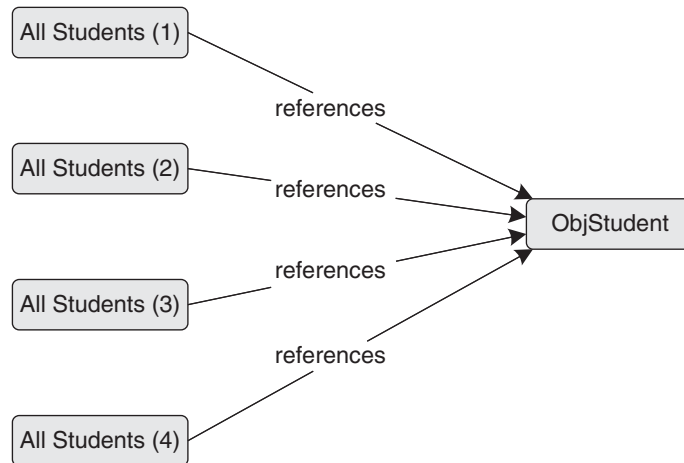 All Students (1)
references
All Students (2)
references
ObjStudent
references
All Students (3)
references
All Students (4)